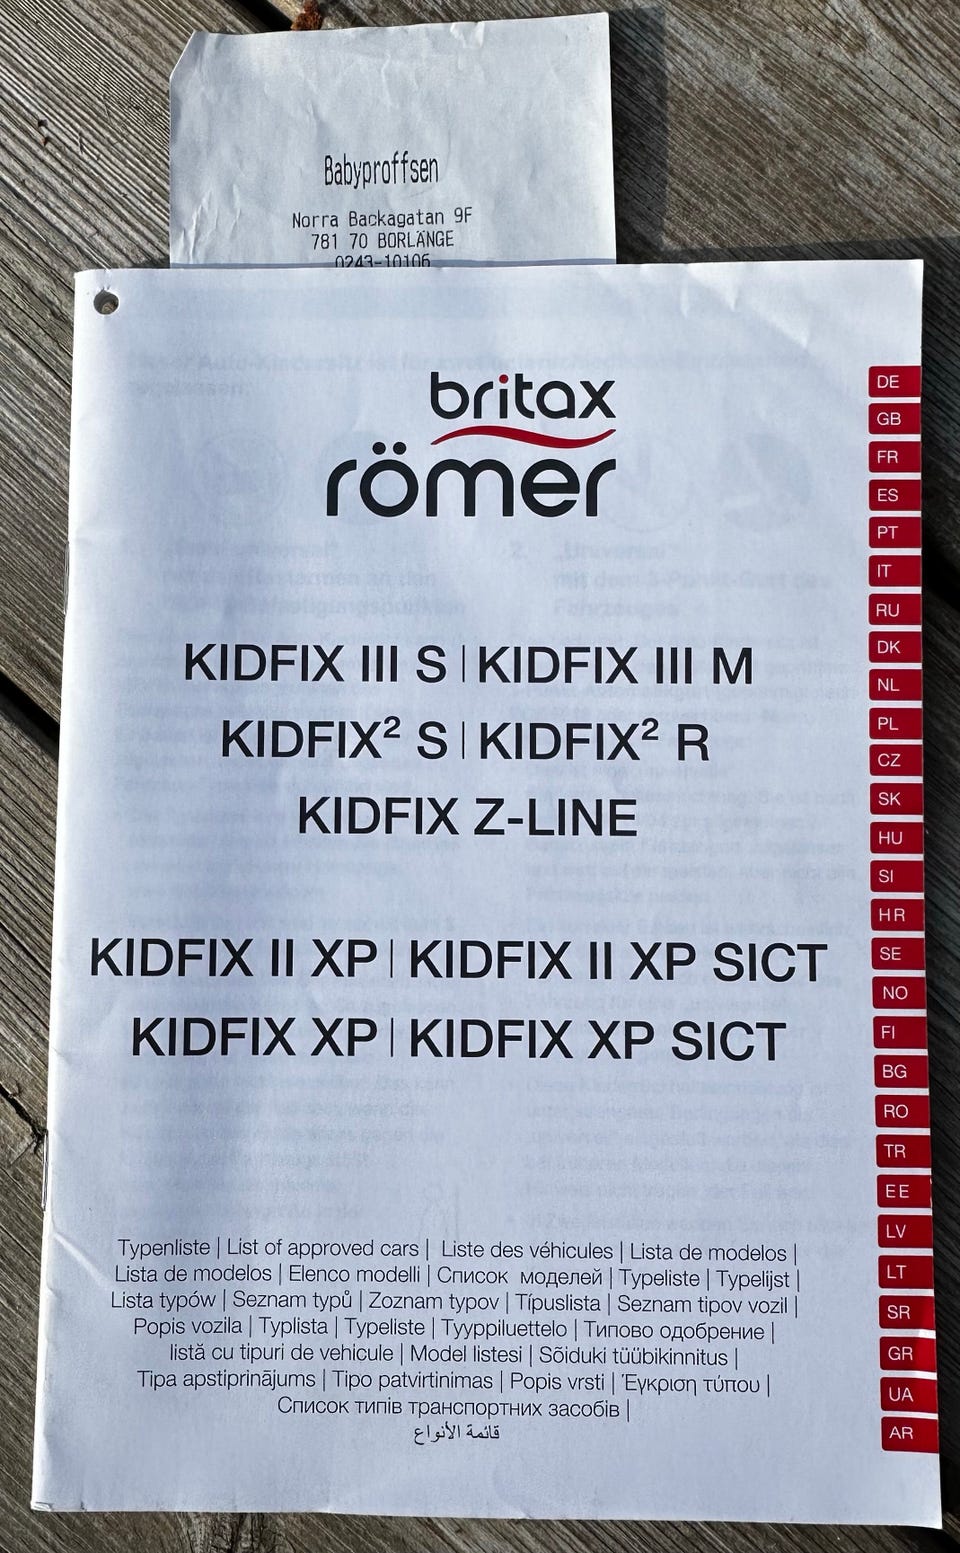 Babyproffsen
Norra Backagatan 9F
781 70 BORLÄNGE
0243-10106
britax
römer
KIDFIX III S | KIDFIX III M
KIDFIX² S | KIDFIX² R
KIDFIX Z-LINE
KIDFIX II XP | KIDFIX II XP SICT
KIDFIX XP | KIDFIX XP SICT
Typenliste | List of approved cars | Liste des véhicules | Lista de modelos |
Lista de modelos | Elenco modelli | Список моделей | Typeliste | Typelijst |
Lista typów | Seznam typů | Zoznam typov | Típuslista | Seznam tipov vozil |
Popis vozila | Typlista | Typeliste | Tyyppiluettelo | Типово одобрение |
listă cu tipuri de vehicule | Model listesi | Sõiduki tüübikinnitus |
Tipa apstiprinājums | Tipo patvirtinimas | Popis vrsti | Έγκριση τύπου |
Список типів транспортних засобів |
قائمة الأنواع
DE
GB
FR
ES
PT
IT
RU
DK
NL
PL
CZ
SK
HU
SI
HR
SE
NO
FI
BG
RO
TR
EE
LV
LT
SR
GR
UA
AR